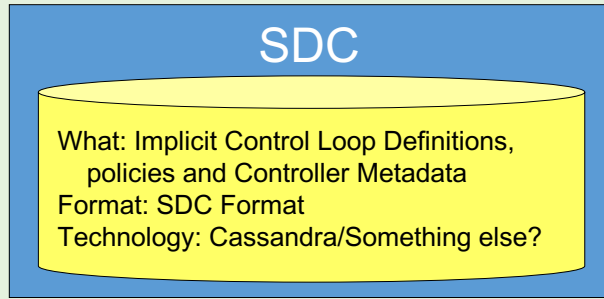 SDC
What: Implicit Control Loop Definitions,
policies and Controller Metadata
Format: SDC Format
Technology: Cassandra/Something else?